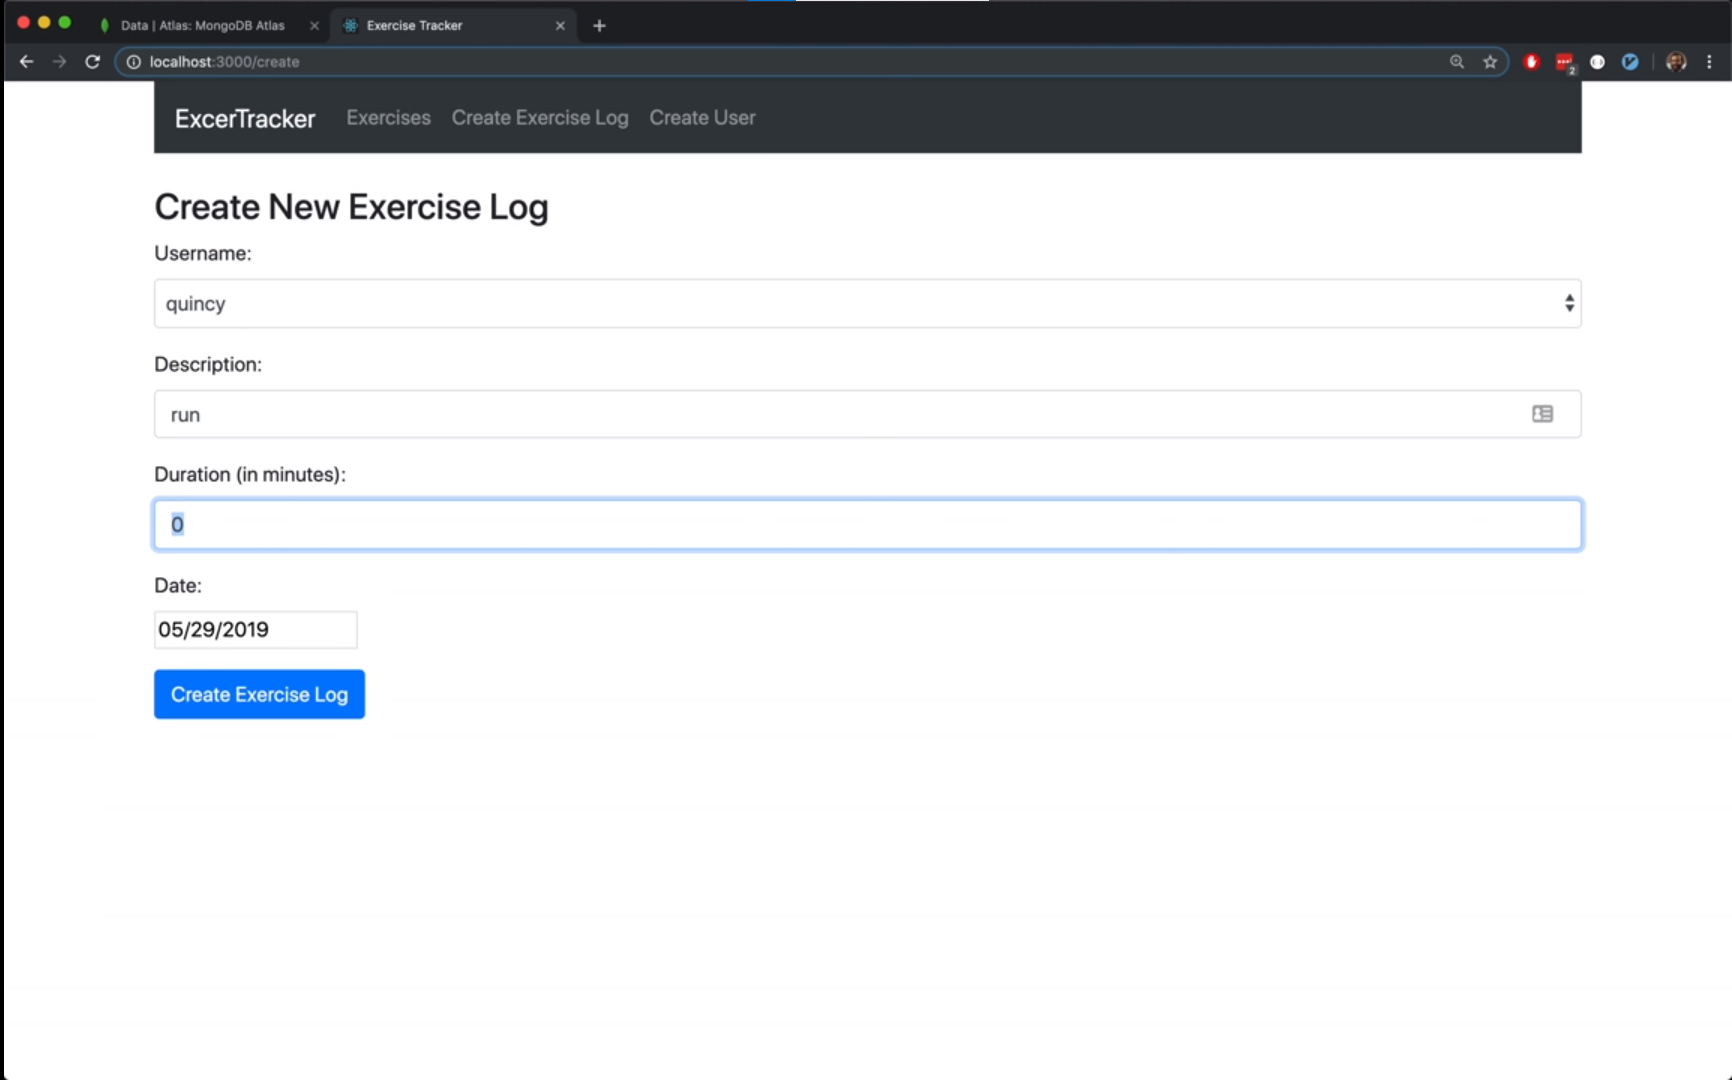 Data | Atlas: MongoDB Atlas
Exercise Tracker
localhost:3000/create
2
ExcerTracker
Exercises
Create Exercise Log
Create User
Create New Exercise Log
Username:
quincy
Description:
run
Duration (in minutes):
0
Date:
05/29/2019
Create Exercise Log